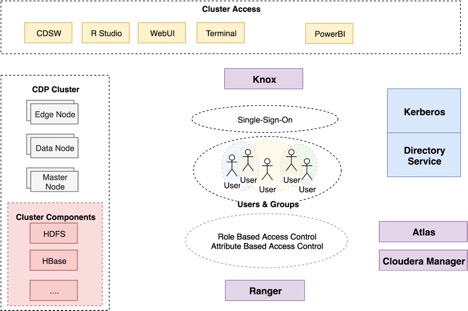 Cluster Access
CDSW
R Studio
WebUI
Terminal
PowerBI
Knox
CDP Cluster
Edge Node
Data Node
Master
Node
Cluster Components
HDFS
HBase
....
Single-Sign-On
User
User
User
User
User
Users & Groups
Role Based Access Control
Attribute Based Access Control
Ranger
Kerberos
Directory
Service
Atlas
Cloudera Manager